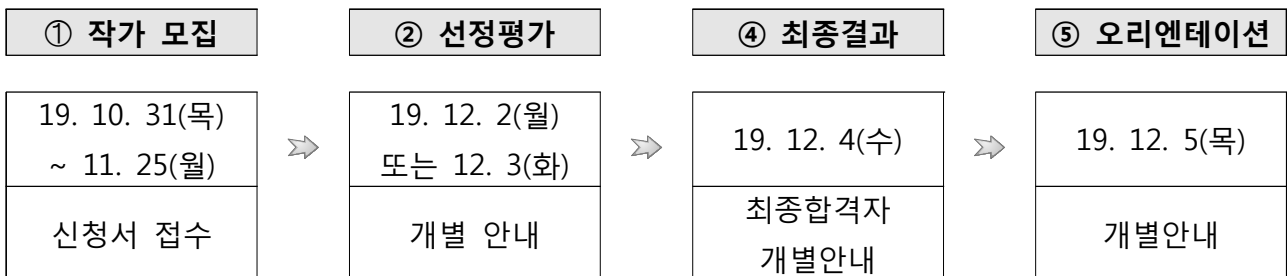 ① 작가 모집
② 선정평가
④ 최종결과
⑤ 오리엔테이션
19. 10. 31(목)
~ 11. 25(월)
19. 12. 2(월)
또는 12. 3(화)
19. 12. 4(수)
19. 12. 5(목)
신청서 접수
개별 안내
최종합격자
개별안내
개별안내